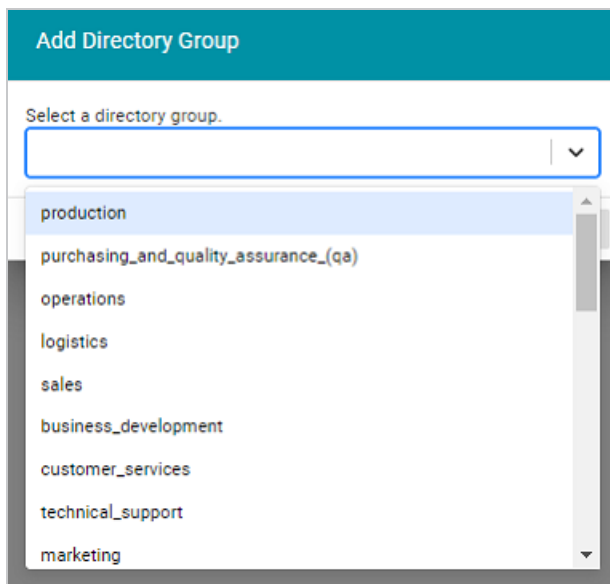 Add Directory Group
Select a directory group.
production
purchasing_and_quality_assurance_(qa)
operations
logistics
sales
business_development
customer_services
technical_support
marketing